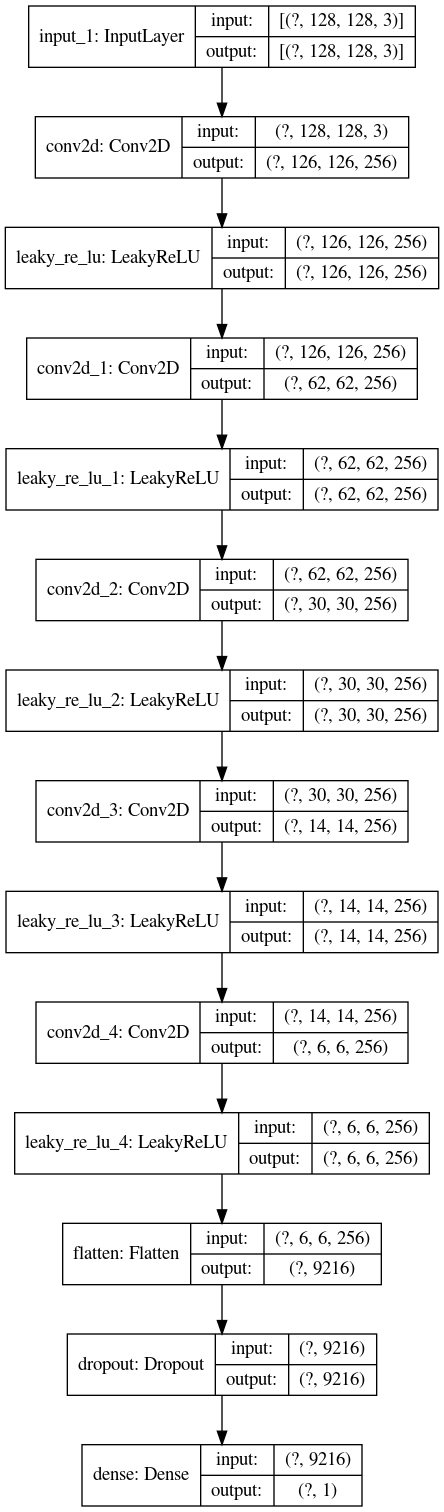 input_1: InputLayer
input:
[(?, 128, 128, 3)]
output:
[(?, 128, 128, 3)]
conv2d: Conv2D
input:
(?, 128, 128, 3)
output:
(?, 126, 126, 256)
leaky_re_lu: LeakyReLU
input:
(?, 126, 126, 256)
output:
(?, 126, 126, 256)
conv2d_1: Conv2D
input:
(?, 126, 126, 256)
output:
(?, 62, 62, 256)
leaky_re_lu_1: LeakyReLU
input:
(?, 62, 62, 256)
output:
(?, 62, 62, 256)
conv2d_2: Conv2D
input:
(?, 62, 62, 256)
output:
(?, 30, 30, 256)
leaky_re_lu_2: LeakyReLU
input:
(?, 30, 30, 256)
output:
(?, 30, 30, 256)
conv2d_3: Conv2D
input:
(?, 30, 30, 256)
output:
(?, 14, 14, 256)
leaky_re_lu_3: LeakyReLU
input:
(?, 14, 14, 256)
output:
(?, 14, 14, 256)
conv2d_4: Conv2D
input:
(?, 14, 14, 256)
output:
(?, 6, 6, 256)
leaky_re_lu_4: LeakyReLU
input:
(?, 6, 6, 256)
output:
(?, 6, 6, 256)
flatten: Flatten
input:
(?, 6, 6, 256)
output:
(?, 9216)
dropout: Dropout
input:
(?, 9216)
output:
(?, 9216)
dense: Dense
input:
(?, 9216)
output:
(?, 1)